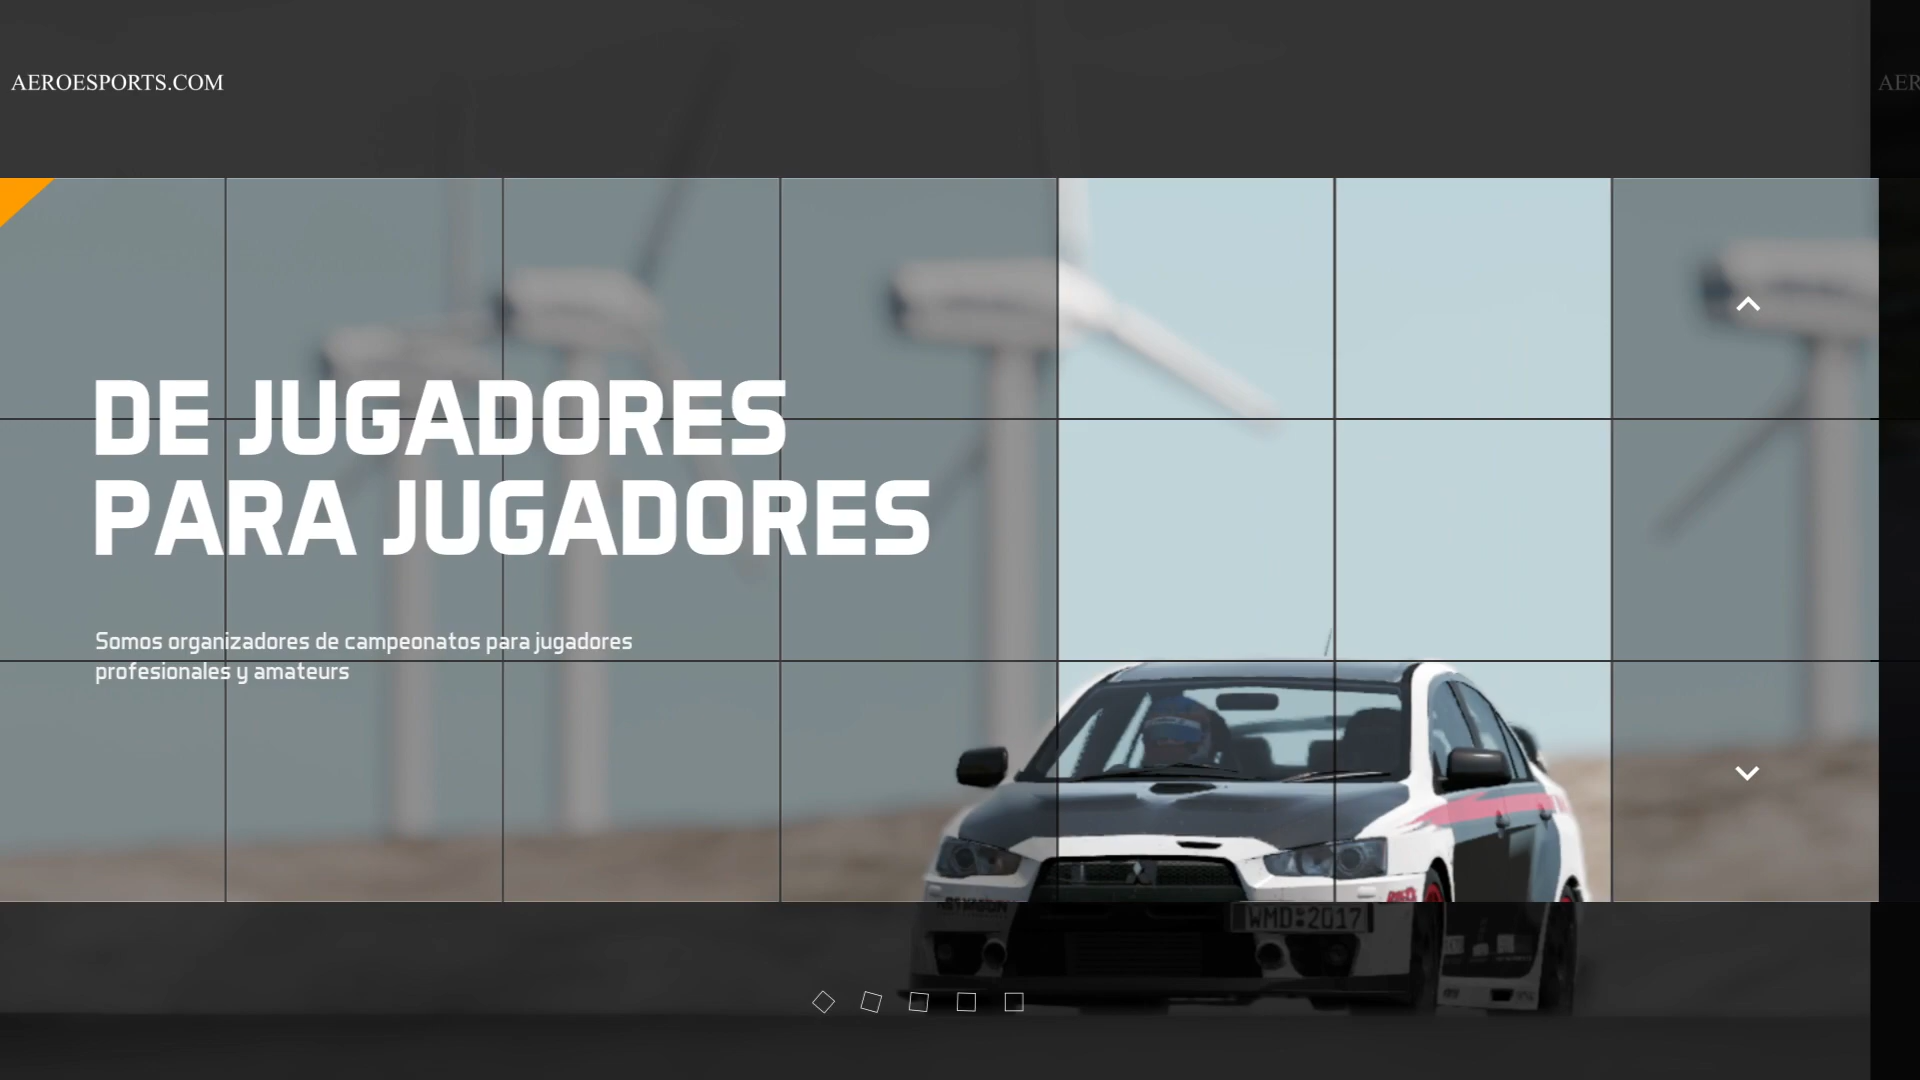 AEROESPORTS.COM
AER
DE JUGADORES
PARA JUGADORES
Somos organizadores de campeonatos para jugadores
profesionales y amateurs
WMD 2017